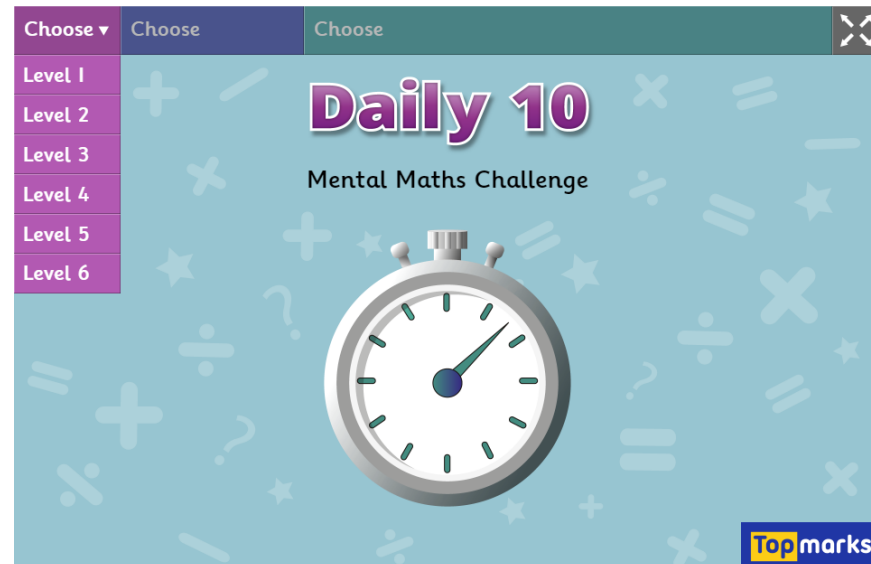 Choose ▾ Choose Choose
Level 1
Level 2
Level 3
Level 4
Level 5
Level 6
Daily 10
Mental Maths Challenge
Topmarks